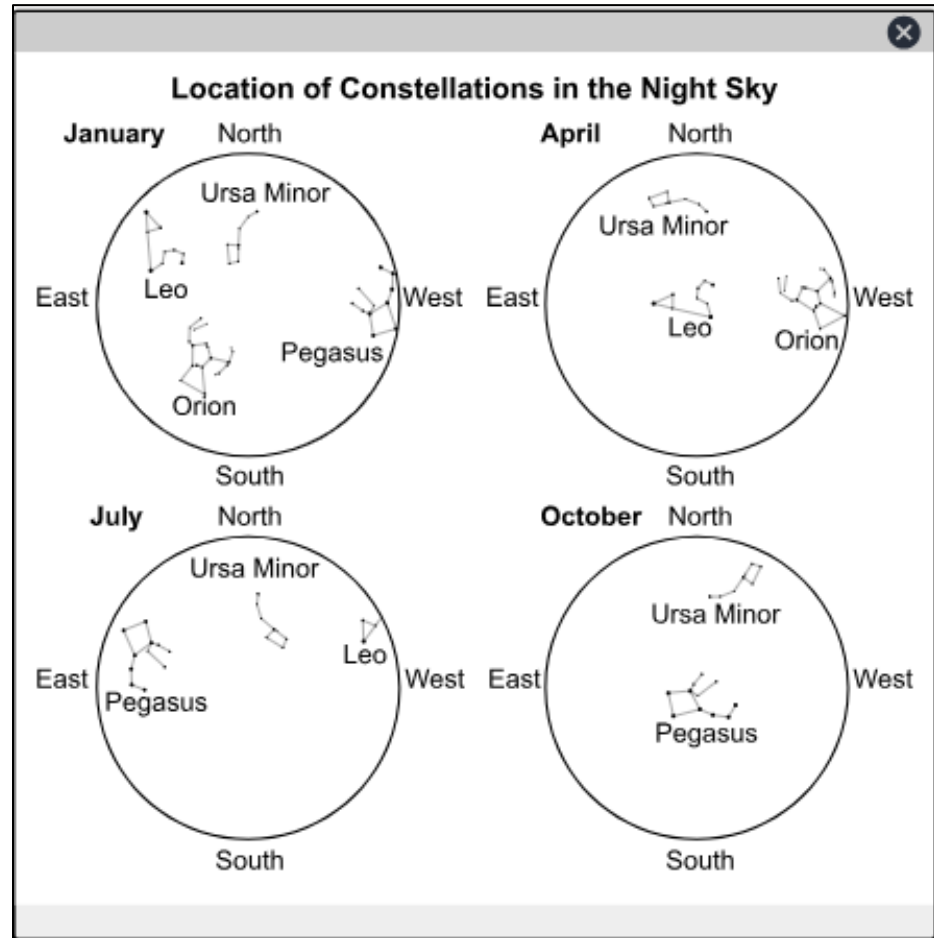 Location of Constellations in the Night Sky
January
North
Ursa Minor
East
Leo
West
Pegasus
Orion
South
April
North
Ursa Minor
East
West
Leo
Orion
South
July
North
Ursa Minor
Leo
East
West
Pegasus
South
October
North
Ursa Minor
East
West
Pegasus
South